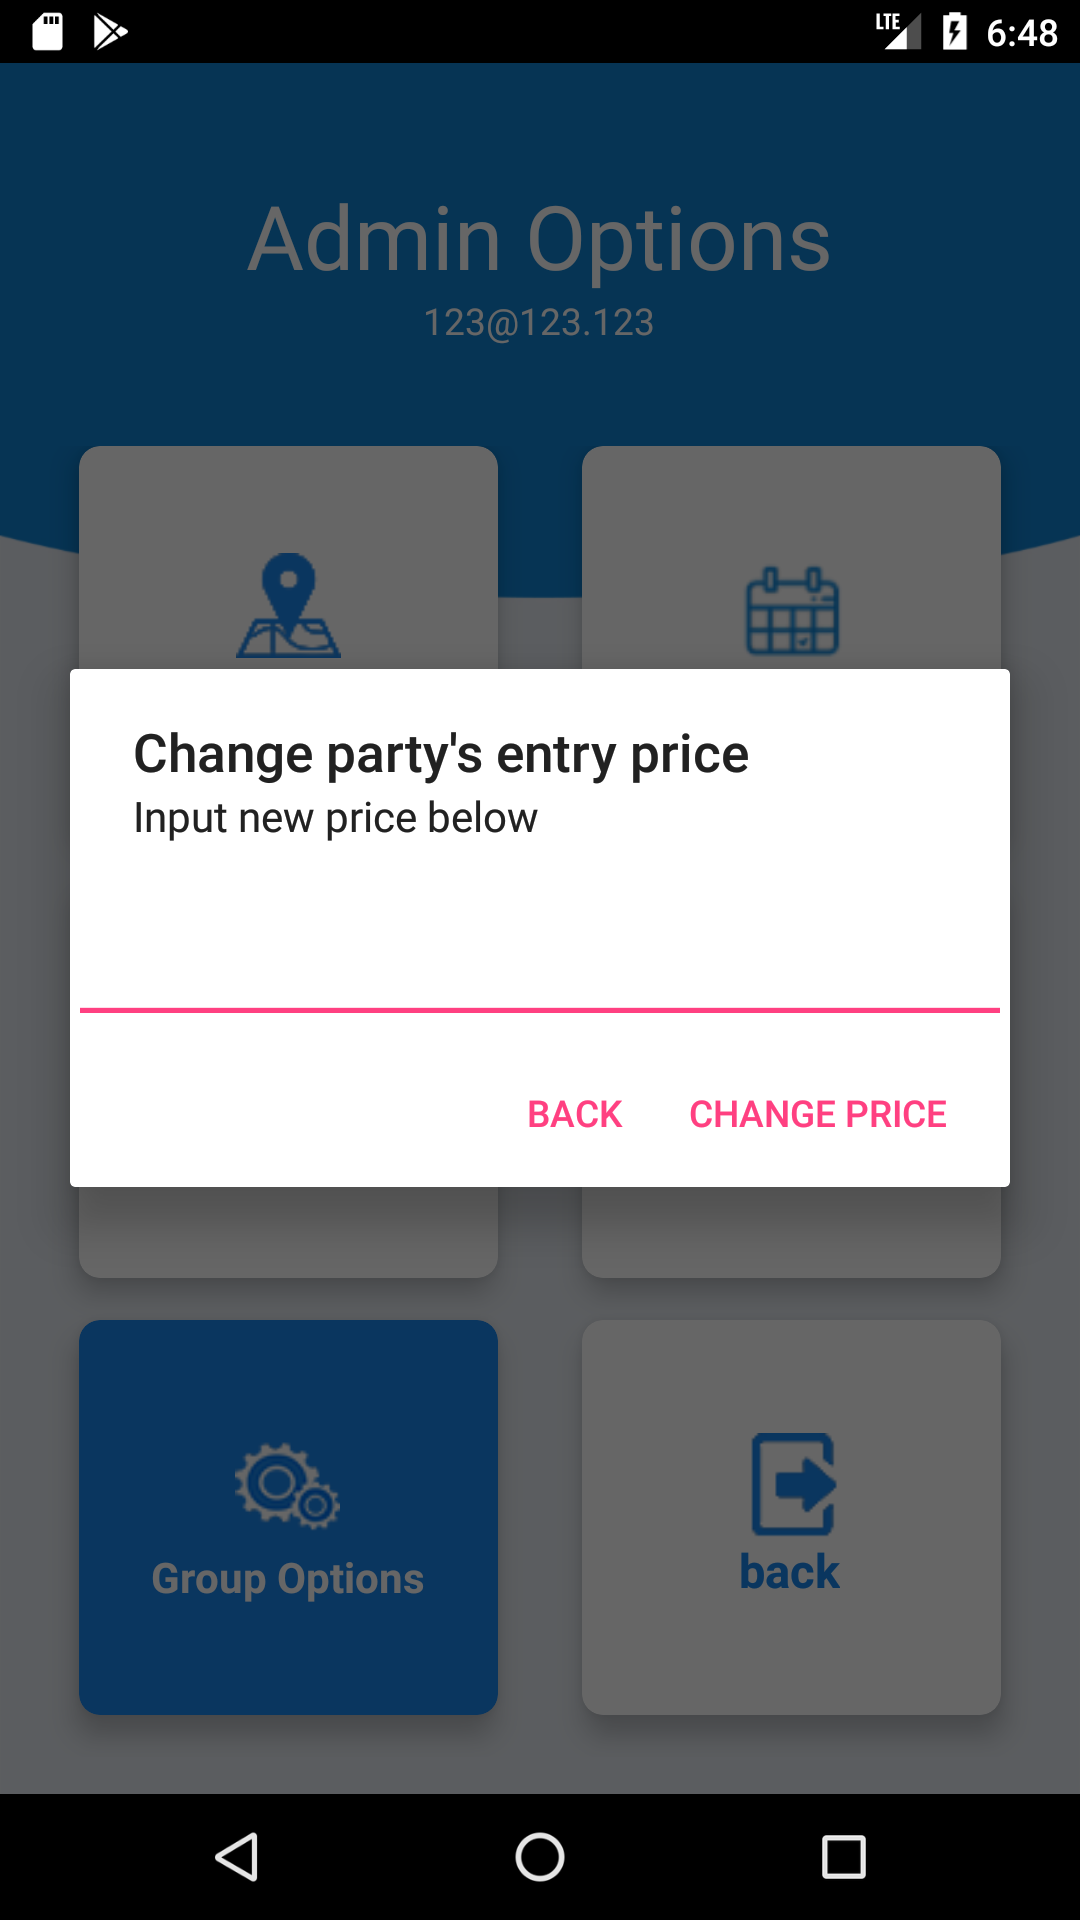 LTE 6:48
Admin Options
123@123.123
Change party's entry price
Input new price below
BACK CHANGE PRICE
Group Options
back